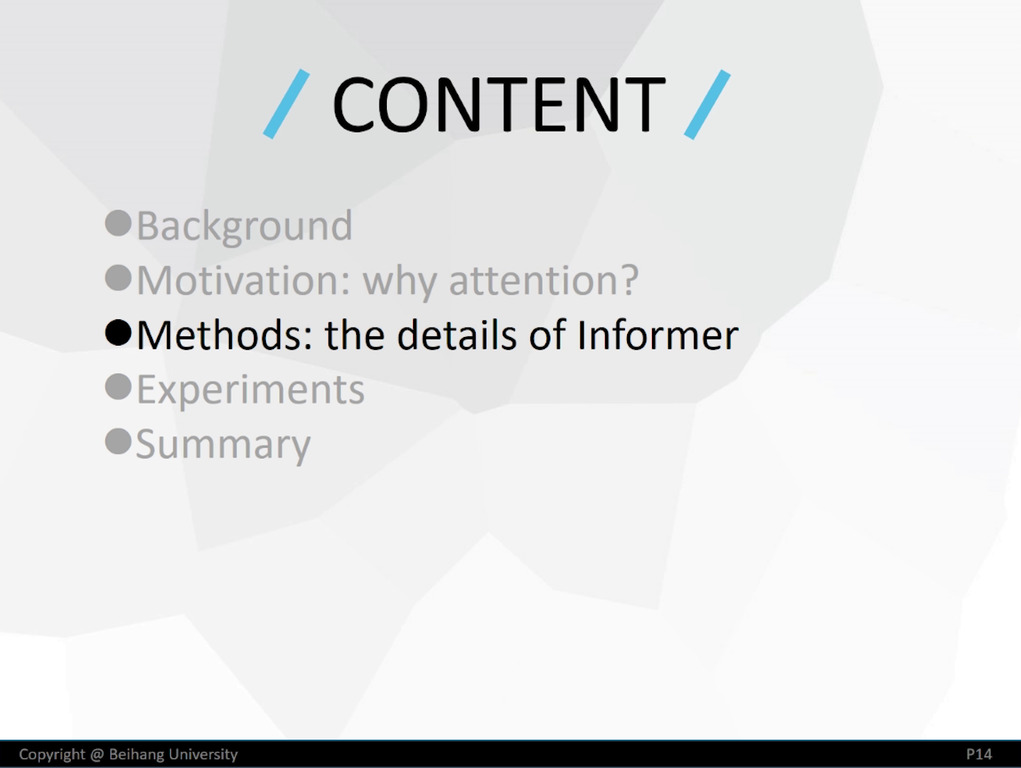 / CONTENT /
●Background
●Motivation: why attention?
●Methods: the details of Informer
●Experiments
●Summary
Copyright @ Beihang University
P14